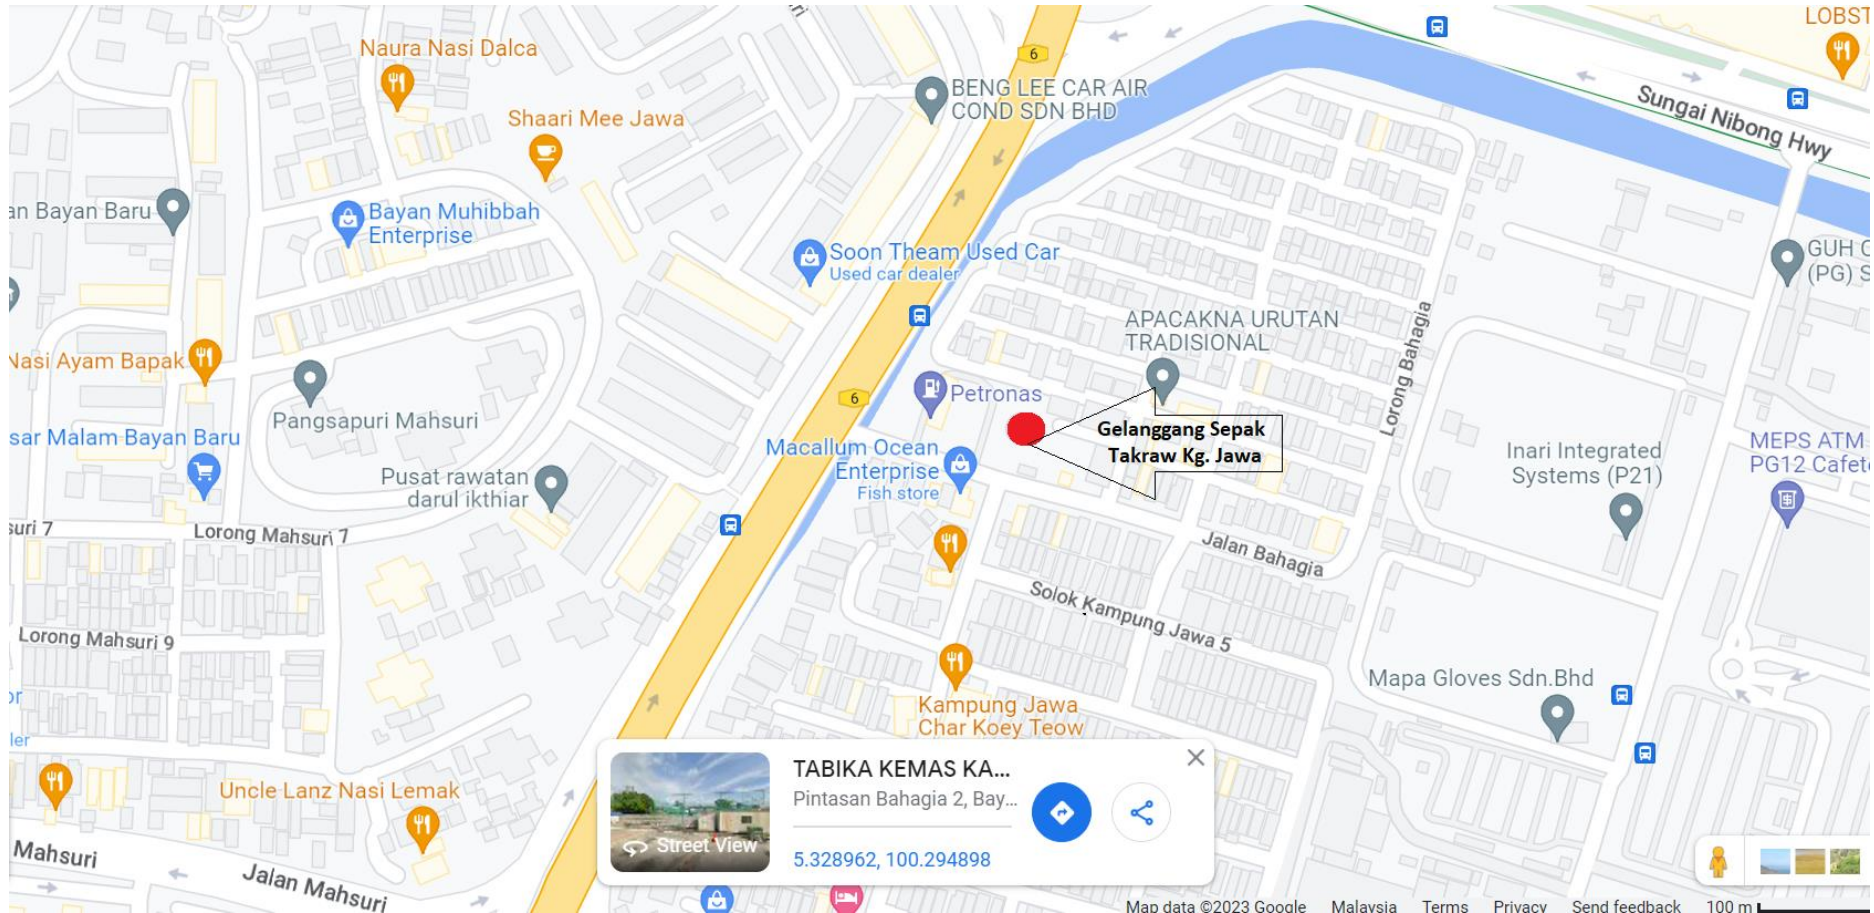 LOBST
Naura Nasi Dalca
6
BENG LEE CAR AIR
COND SDN BHD
Sungai Nibong Hwy
Shaari Mee Jawa
an Bayan Baru
Bayan Muhibbah
Enterprise
Soon Theam Used Car
Used car dealer
GUH C
(PG) S
APACAKNA URUTAN
TRADISIONAL
Lorong Bahagia
Nasi Ayam Bapak
Pangsapuri Mahsuri
6
Petronas
Gelanggang Sepak
Takraw Kg. Jawa
sar Malam Bayan Baru
Macallum Ocean
Enterprise
Fish store
Inari Integrated
Systems (P21)
MEPS ATM
PG12 Cafet
Pusat rawatan
darul ikthiar
suri 7
Lorong Mahsuri 7
Jalan Bahagia
Solok Kampung Jawa 5
Lorong Mahsuri 9
Mapa Gloves Sdn.Bhd
or
ler
Kampung Jawa
Char Koey Teow
Uncle Lanz Nasi Lemak
TABIKA KEMAS KA...
Pintasan Bahagia 2, Bay...
Street View
5.328962, 100.294898
Mahsuri
Jalan Mahsuri
Map data ©2023 Google Malaysia Terms Privacy Send feedback 100 m